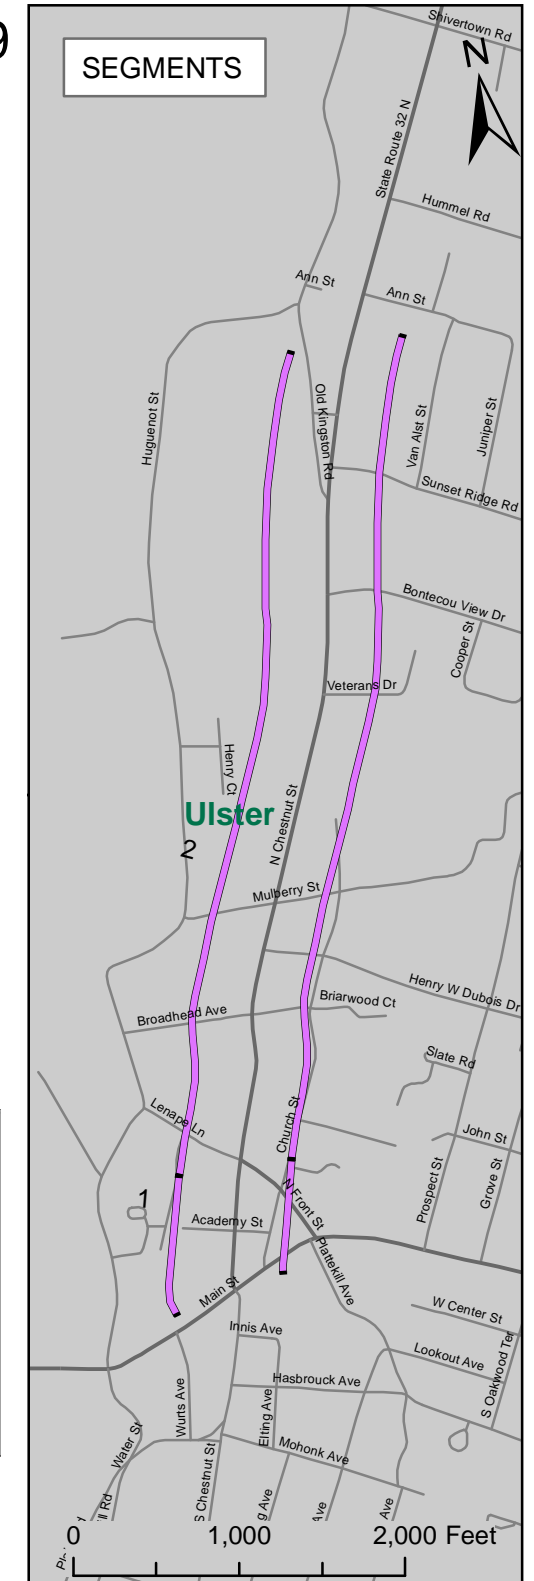 9
Shivertown Rd
SEGMENTS
N
State Route 32 N
Hummel Rd
Ann St
Ann St
Huguenot St
Old Kingston Rd
Van Alst St
Juniper St
Sunset Ridge Rd
Bontecou View Dr
Cooper St
Veterans Dr
Henry Ct
Ulster
N Chestnut St
2
Mulberry St
Henry W Dubois Dr
Broadhead Ave
Briarwood Ct
Slate Rd
Lenape Ln
Church St
John St
Prospect St
Grove St
1
N Front St
Academy St
Plattekill Ave
Main St
W Center St
Innis Ave
Lookout Ave
S Oakwood Ter
Hasbrouck Ave
Wurts Ave
Elting Ave
Water St
S Chestnut St
Mohonk Ave
Ave
Ave
0 1,000 2,000 Feet